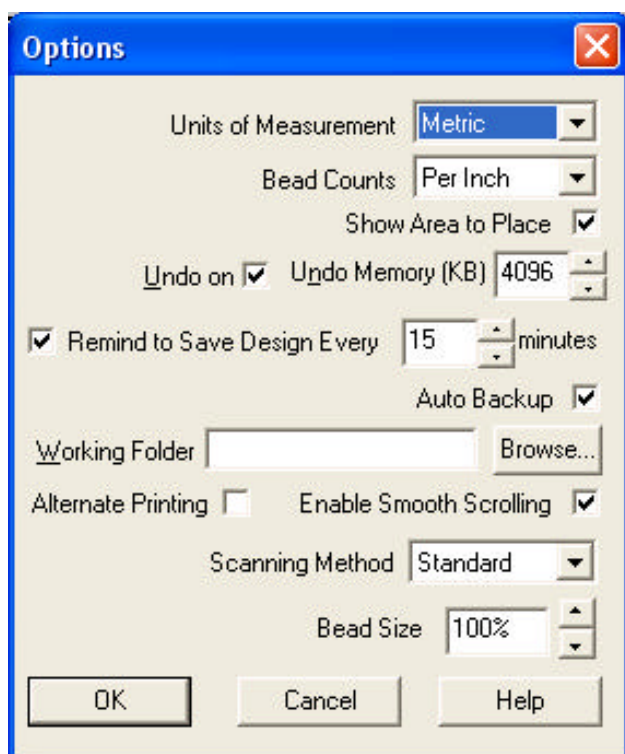 Options
Units of Measurement Metric
Bead Counts Per Inch
Show Area to Place
Undo on Undo Memory (KB) 4096
Remind to Save Design Every 15 minutes
Auto Backup
Working Folder Browse...
Alternate Printing Enable Smooth Scrolling
Scanning Method Standard
Bead Size 100%
OK Cancel Help